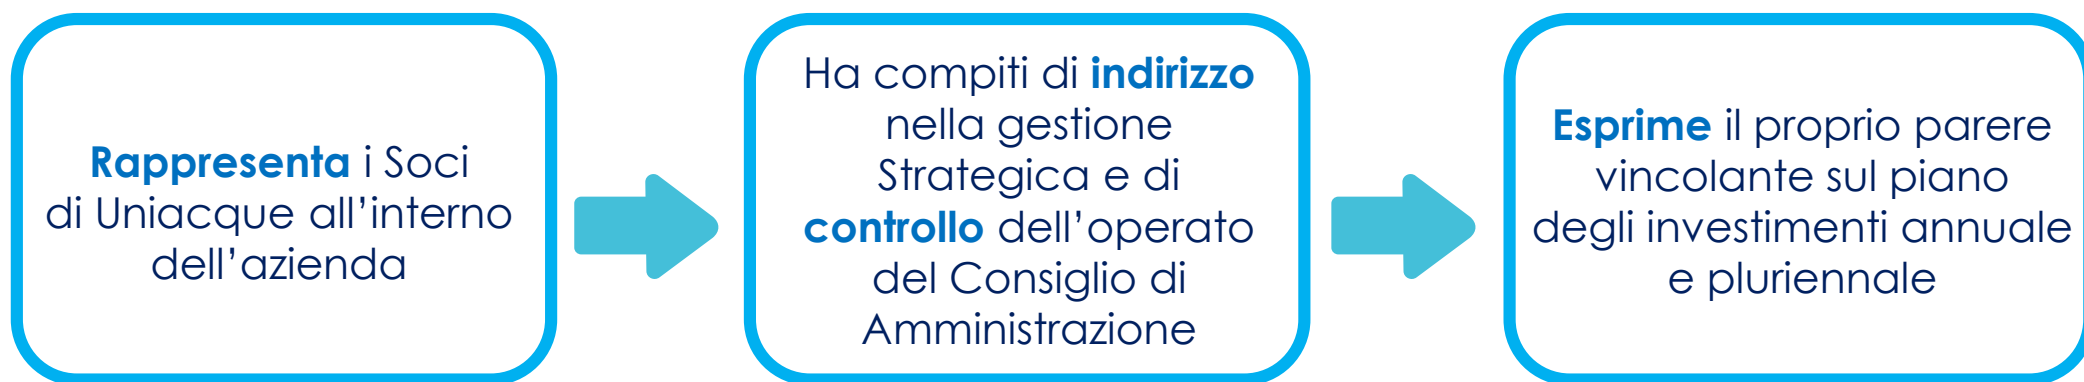 Rappresenta i Soci
di Uniacque all’interno
dell’azienda
Ha compiti di indirizzo
nella gestione
Strategica e di
controllo dell’operato
del Consiglio di
Amministrazione
Esprime il proprio parere
vincolante sul piano
degli investimenti annuale
e pluriennale